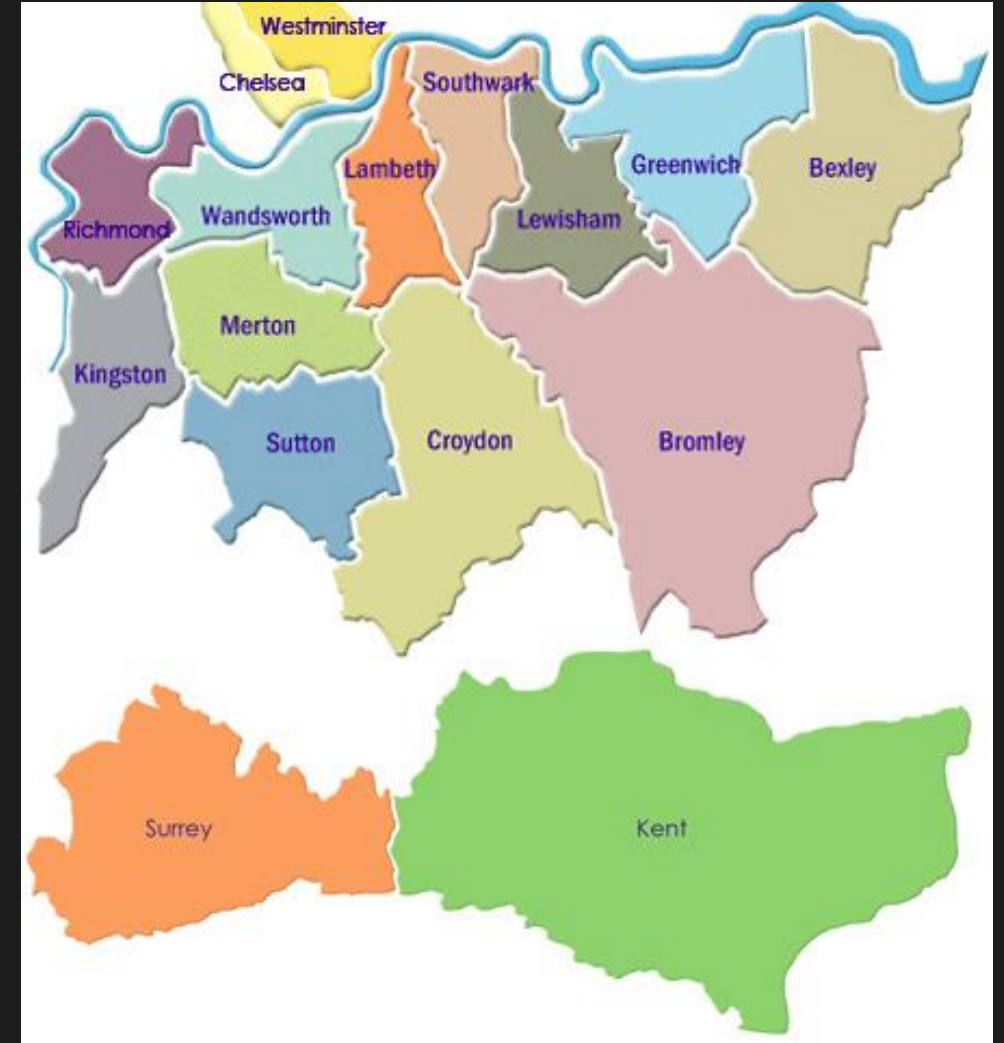 Westminster
Chelsea
Southwark
Lambeth
Greenwich
Bexley
Richmond
Wandsworth
Lewisham
Merton
Kingston
Sutton
Croydon
Bromley
Surrey
Kent